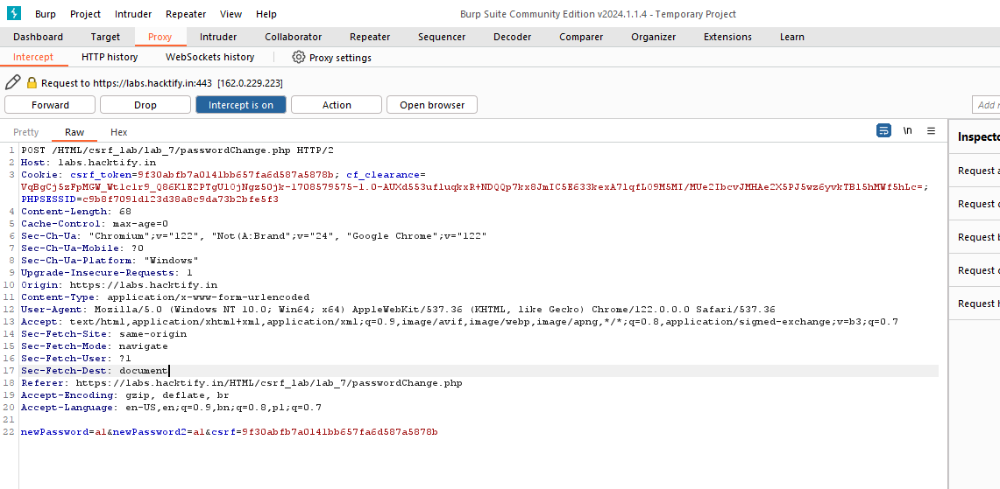 Burp Project Intruder Repeater View Help Burp Suite Community Edition v2024.1.1.4 - Temporary Project
Dashboard Target Proxy Intruder Collaborator Repeater Sequencer Decoder Comparer Organizer Extensions Learn
Intercept HTTP history WebSockets history Proxy settings
Request to https://labs.hacktify.in:443 [162.0.229.223]
Forward Drop Intercept is on Action Open browser Add
Pretty Raw Hex \n
Inspecto
Request a
Request
Request b
Request
Request h
1 POST /HTML/csrf_lab/lab_7/passwordChange.php HTTP/2
2 Host: labs.hacktify.in
3 Cookie: csrf_token=9f30abfb7a0141bb657fa6d587a5878b; cf_clearance=
PHPSESSID=c9b8f7091d123d38a8c9da73b2bfe5f3
4 Content-Length: 68
5 Cache-Control: max-age=0
6 Sec-Ch-Ua: "Chromium";v="122", "Not(A:Brand";v="24", "Google Chrome";v="122"
7 Sec-Ch-Ua-Mobile: ?0
8 Sec-Ch-Ua-Platform: "Windows"
9 Upgrade-Insecure-Requests: 1
10 Origin: https://labs.hacktify.in
11 Content-Type: application/x-www-form-urlencoded
12 User-Agent: Mozilla/5.0 (Windows NT 10.0; Win64; x64) AppleWebKit/537.36 (KHTML, like Gecko) Chrome/122.0.0.0 Safari/537.36
13 Accept: text/html,application/xhtml+xml,application/xml;q=0.9,image/avif,image/webp,image/apng,*/*;q=0.8,application/signed-exchange;v=b3;q=0.7
14 Sec-Fetch-Site: same-origin
15 Sec-Fetch-Mode: navigate
16 Sec-Fetch-User: ?1
17 Sec-Fetch-Dest: document
18 Referer: https://labs.hacktify.in/HTML/csrf_lab/lab_7/passwordChange.php
19 Accept-Encoding: gzip, deflate, br
20 Accept-Language: en-US,en;q=0.9,bn;q=0.8,pl;q=0.7
21
22 newPassword=a1&newPassword2=a1&csrf=9f30abfb7a0141bb657fa6d587a5878b